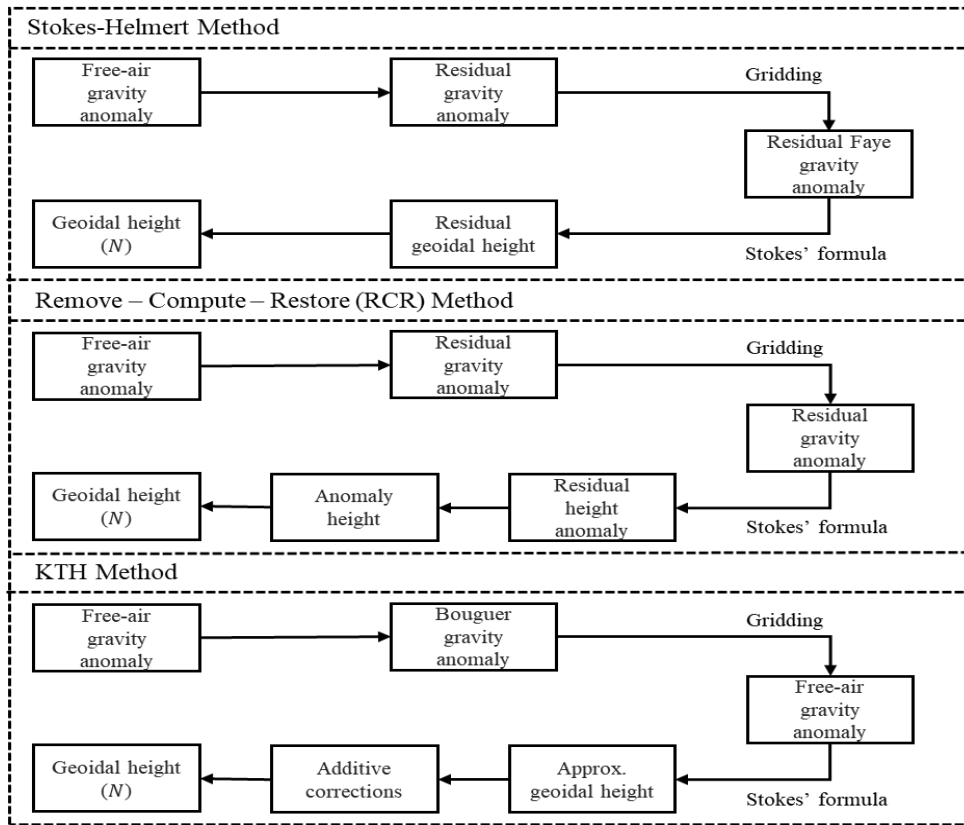 Stokes-Helmert Method
Free-air
gravity
anomaly
Residual
gravity
anomaly
Gridding
Residual Faye
gravity
anomaly
Stokes’ formula
Residual
geoidal height
Geoidal height
(N)
Remove – Compute – Restore (RCR) Method
Free-air
gravity
anomaly
Residual
gravity
anomaly
Gridding
Residual
gravity
anomaly
Stokes’ formula
Residual
height
anomaly
Anomaly
height
Geoidal height
(N)
KTH Method
Free-air
gravity
anomaly
Bouguer
gravity
anomaly
Gridding
Free-air
gravity
anomaly
Stokes’ formula
Approx.
geoidal height
Additive
corrections
Geoidal height
(N)